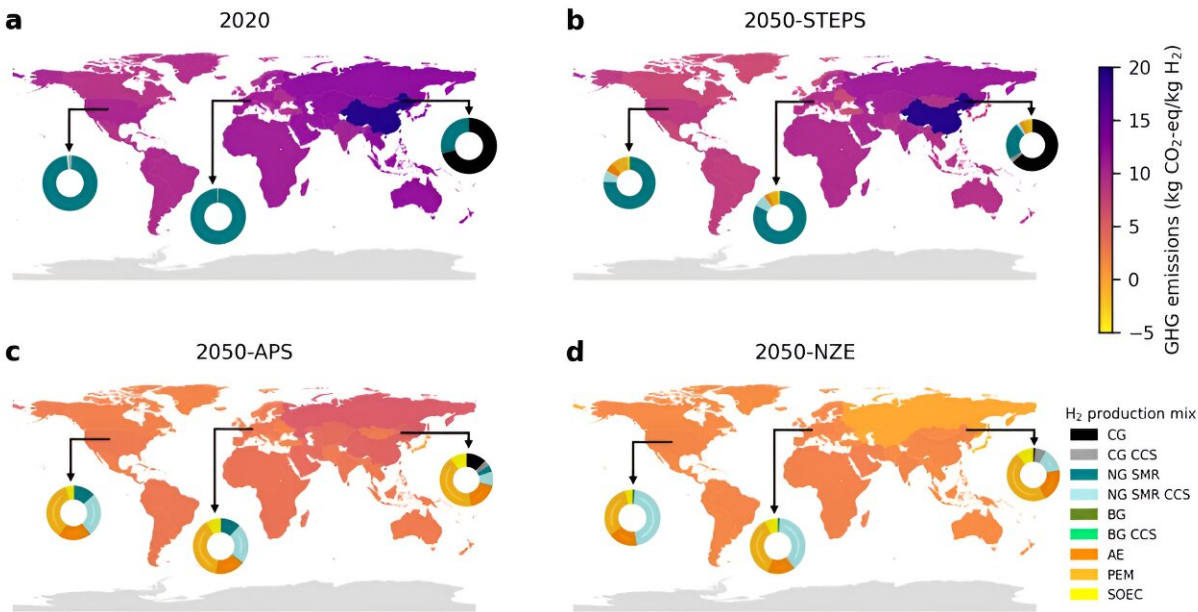 a
2020
b
2050-STEPS
20
15
10
5
0
−5
GHG emissions (kg CO₂-eq/kg H₂)
c
2050-APS
d
2050-NZE
H₂ production mix
CG
CG CCS
NG SMR
NG SMR CCS
BG
BG CCS
AE
PEM
SOEC